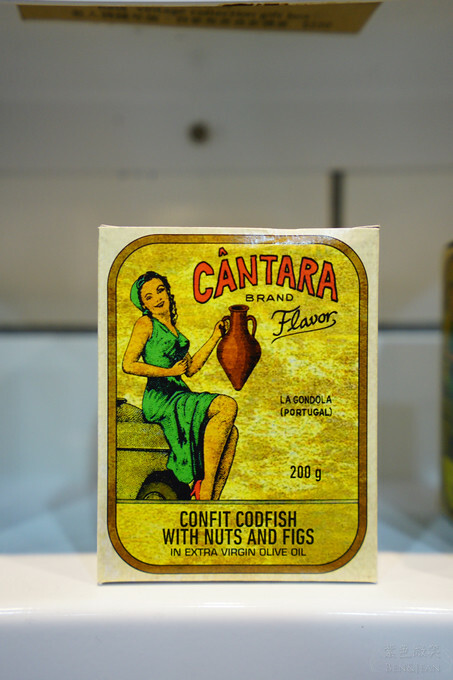 CÂNTARA
BRAND
Flavor
LA GONDOLA
(PORTUGAL)
200 g
CONFIT CODFISH
WITH NUTS AND FIGS
IN EXTRA VIRGIN OLIVE OIL